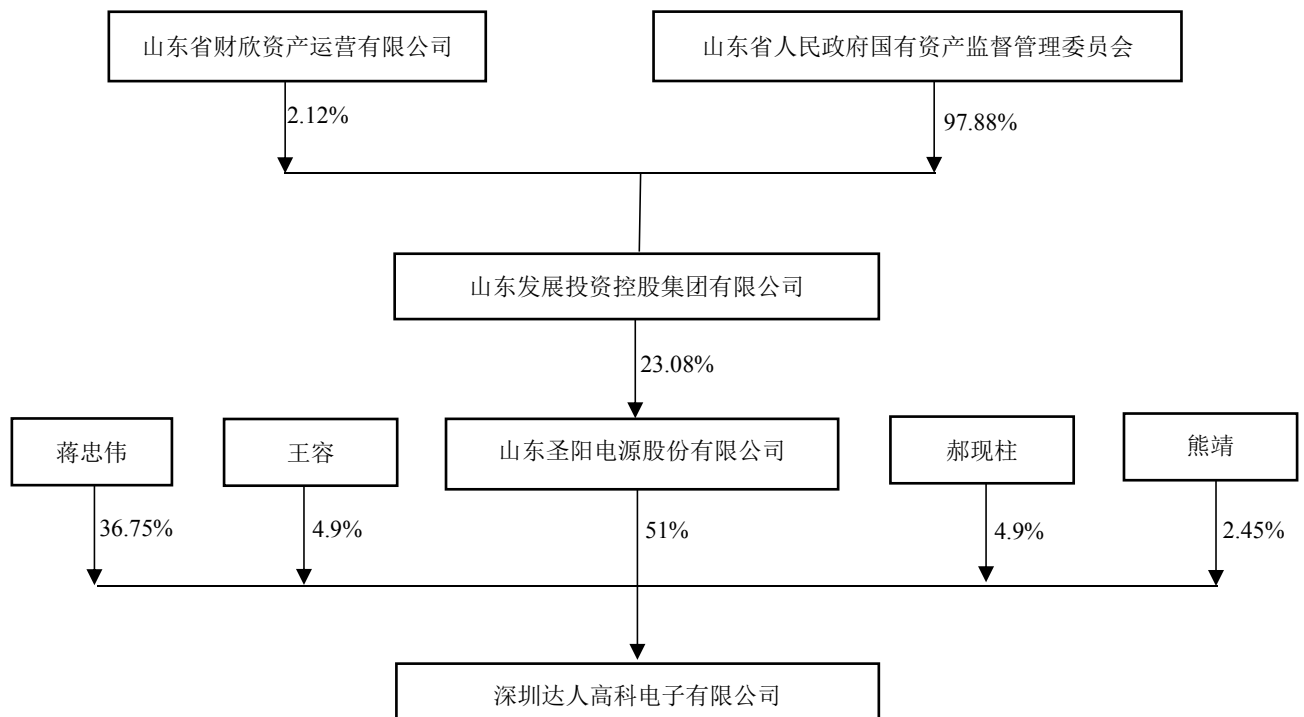 山东省财欣资产运营有限公司
山东省人民政府国有资产监督管理委员会
2.12%
97.88%
山东发展投资控股集团有限公司
23.08%
蒋忠伟
王容
山东圣阳电源股份有限公司
郝现柱
熊靖
36.75%
4.9%
51%
4.9%
2.45%
深圳达人高科电子有限公司